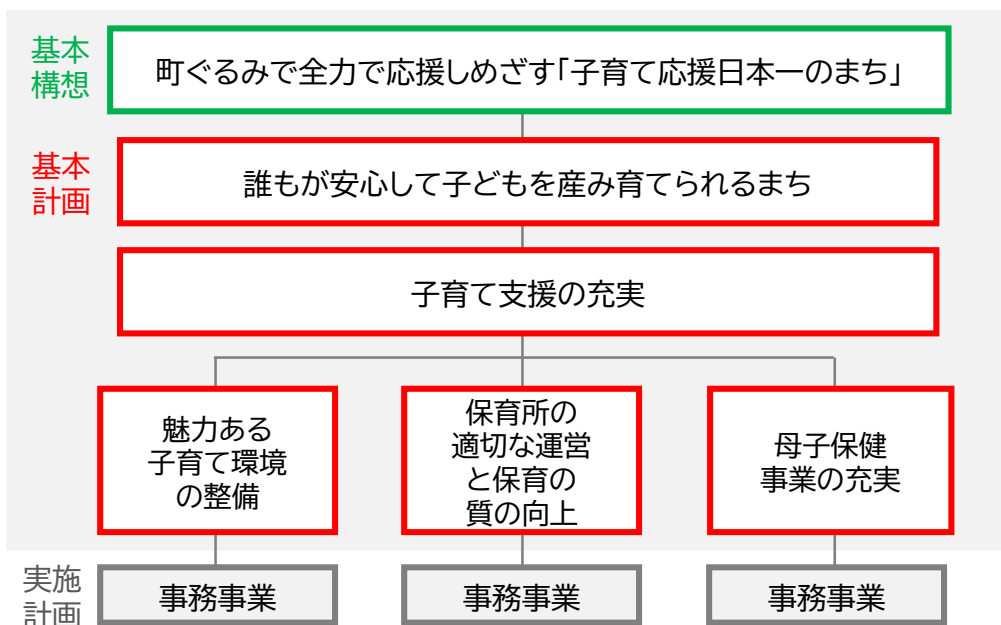 基本
構想
町ぐるみで全力で応援しめざす「子育て応援日本一のまち」
基本
計画
誰もが安心して子どもを産み育てられるまち
子育て支援の充実
魅力ある
子育て環境
の整備
保育所の
適切な運営
と保育の
質の向上
母子保健
事業の充実
実施
計画
事務事業
事務事業
事務事業